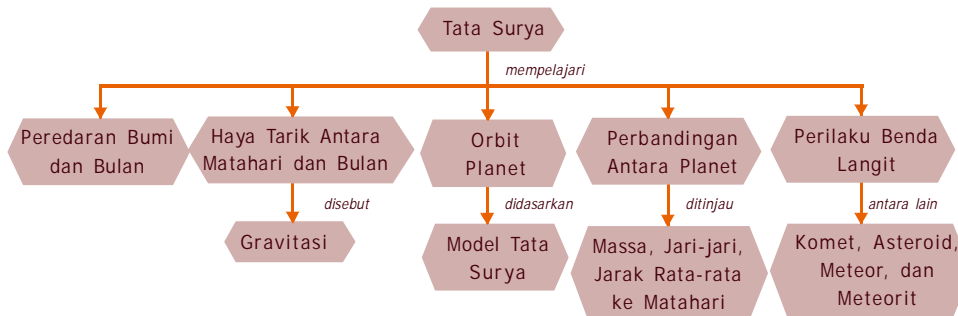 Tata Surya
mempelajari
Peredaran Bumi
dan Bulan
Haya Tarik Antara
Matahari dan Bulan
Orbit
Planet
Perbandingan
Antara Planet
Perilaku Benda
Langit
disebut
didasarkan
ditinjau
antara lain
Gravitasi
Model Tata
Surya
Massa, Jari-jari,
Jarak Rata-rata
ke Matahari
Komet, Asteroid,
Meteor, dan
Meteorit